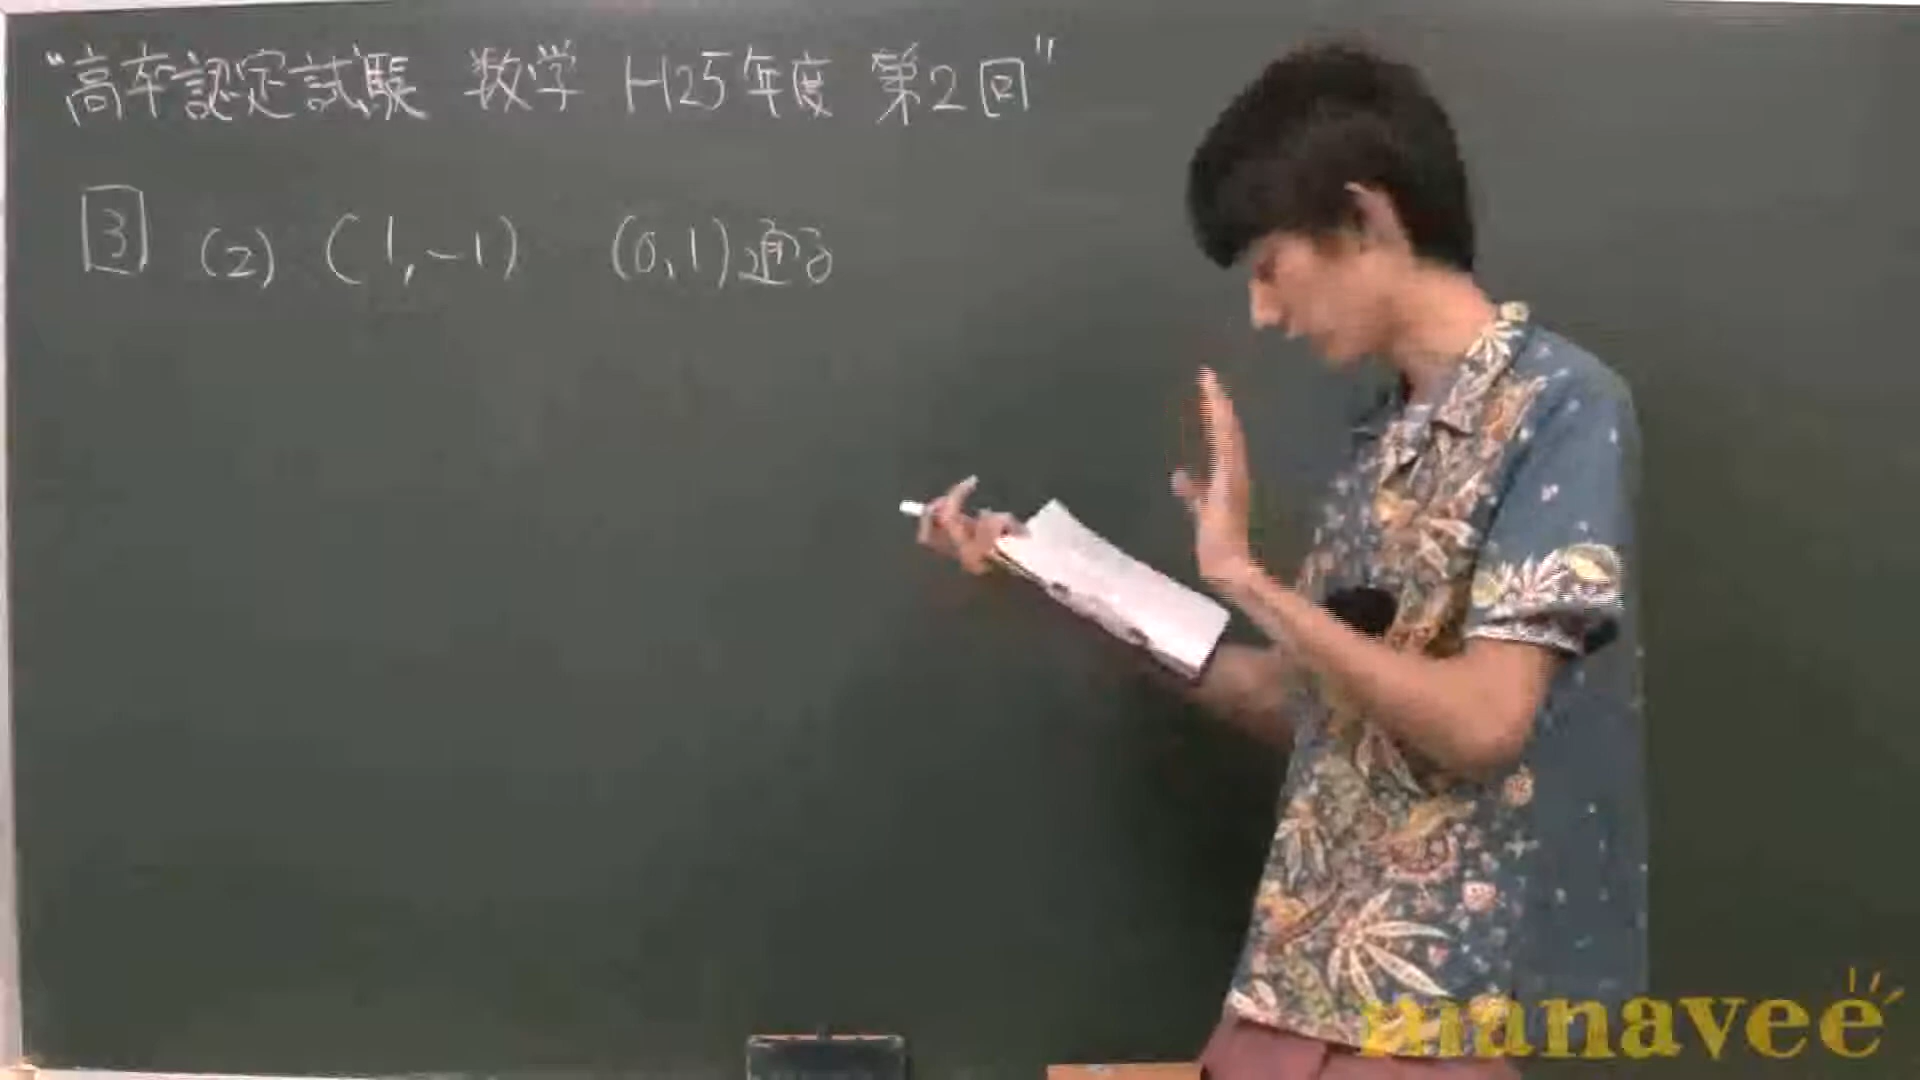 "高卒認定試験 数学 H25年度 第2回"
3 (2) (1,-1) (0,1)通る
manavee